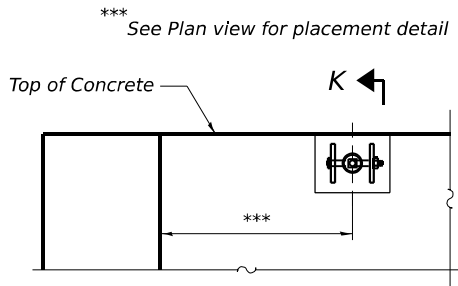 ***See Plan view for placement detail
Top of Concrete
K
***